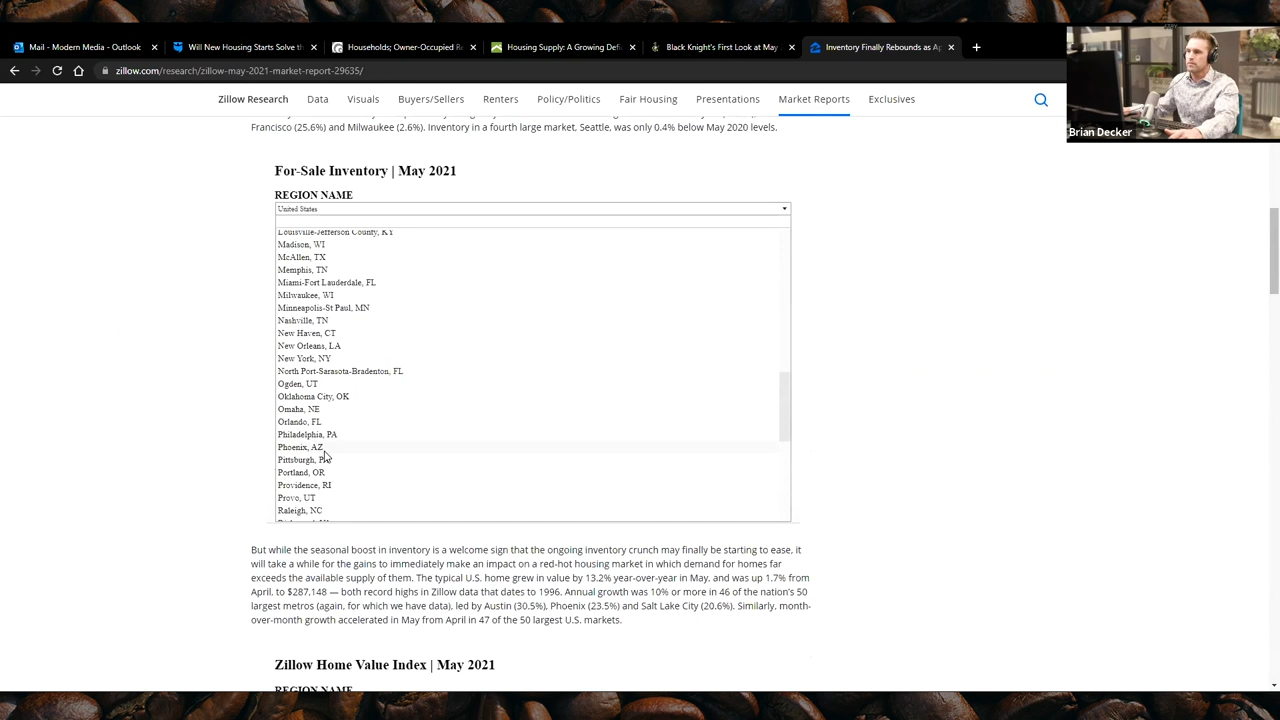 Mail - Modern Media - Outlook
Will New Housing Starts Solve th
Households; Owner-Occupied Re
Housing Supply: A Growing Defi
Black Knight's First Look at May
Inventory Finally Rebounds as Ap
zillow.com/research/zillow-may-2021-market-report-29635/
Brian Decker
Zillow Research Data Visuals Buyers/Sellers Renters Policy/Politics Fair Housing Presentations Market Reports Exclusives
Francisco (25.6%) and Milwaukee (2.6%). Inventory in a fourth large market, Seattle, was only 0.4% below May 2020 levels.
For-Sale Inventory | May 2021
REGION NAME
United States
Louisville-Jefferson County, KY
Madison, WI
McAllen, TX
Memphis, TN
Miami-Fort Lauderdale, FL
Milwaukee, WI
Minneapolis-St Paul, MN
Nashville, TN
New Haven, CT
New Orleans, LA
New York, NY
North Port-Sarasota-Bradenton, FL
Ogden, UT
Oklahoma City, OK
Omaha, NE
Orlando, FL
Philadelphia, PA
Phoenix, AZ
Pittsburgh, PA
Portland, OR
Providence, RI
Provo, UT
Raleigh, NC
But while the seasonal boost in inventory is a welcome sign that the ongoing inventory crunch may finally be starting to ease, it
will take a while for the gains to immediately make an impact on a red-hot housing market in which demand for homes far
exceeds the available supply of them. The typical U.S. home grew in value by 13.2% year-over-year in May, and was up 1.7% from
April, to $287,148 — both record highs in Zillow data that dates to 1996. Annual growth was 10% or more in 46 of the nation's 50
largest metros (again, for which we have data), led by Austin (30.5%), Phoenix (23.5%) and Salt Lake City (20.6%). Similarly, month-
over-month growth accelerated in May from April in 47 of the 50 largest U.S. markets.
Zillow Home Value Index | May 2021
REGION NAME